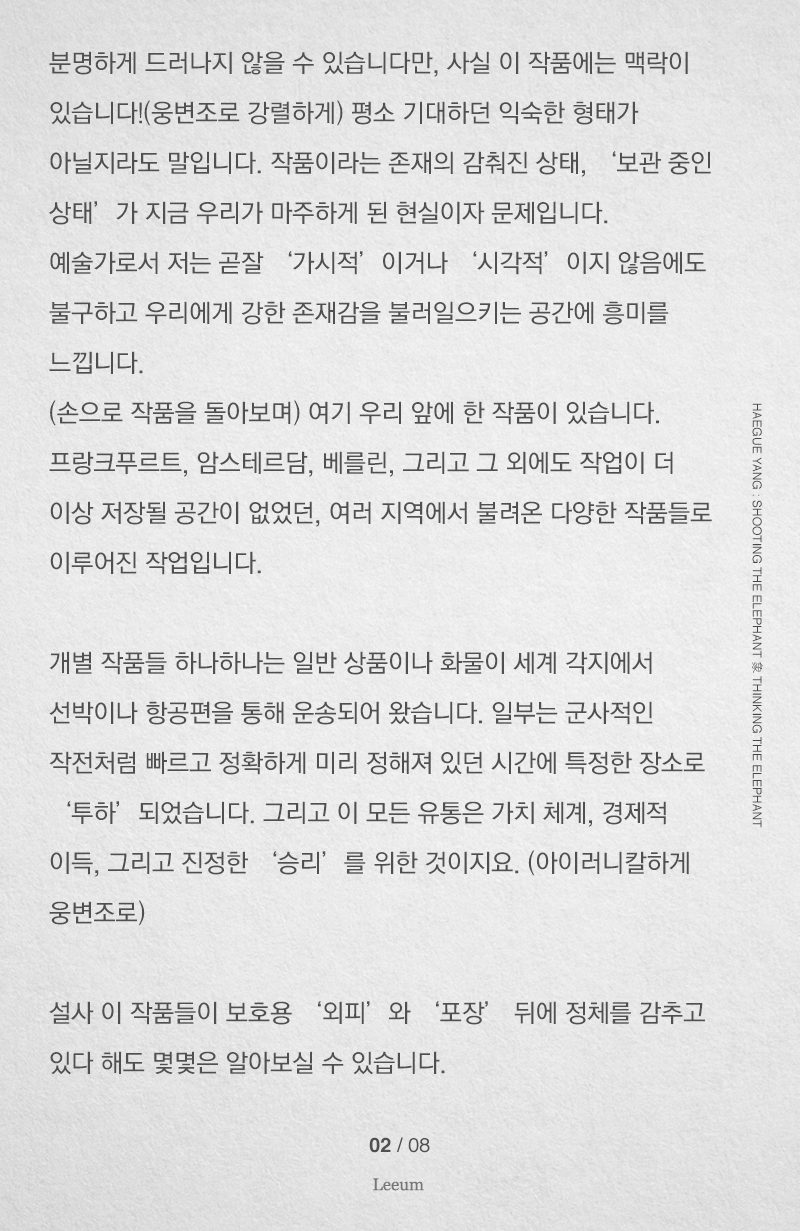 분명하게 드러나지 않을 수 있습니다만, 사실 이 작품에는 맥락이
있습니다!(웅변조로 강렬하게) 평소 기대하던 익숙한 형태가
아닐지라도 말입니다. 작품이라는 존재의 감춰진 상태, ‘보관 중인
상태’가 지금 우리가 마주하게 된 현실이자 문제입니다.
예술가로서 저는 곧잘 ‘가시적’이거나 ‘시각적’이지 않음에도
불구하고 우리에게 강한 존재감을 불러일으키는 공간에 흥미를
느낍니다.
(손으로 작품을 돌아보며) 여기 우리 앞에 한 작품이 있습니다.
프랑크푸르트, 암스테르담, 베를린, 그리고 그 외에도 작업이 더
이상 저장될 공간이 없었던, 여러 지역에서 불려온 다양한 작품들로
이루어진 작업입니다.
개별 작품들 하나하나는 일반 상품이나 화물이 세계 각지에서
선박이나 항공편을 통해 운송되어 왔습니다. 일부는 군사적인
작전처럼 빠르고 정확하게 미리 정해져 있던 시간에 특정한 장소로
‘투하’되었습니다. 그리고 이 모든 유통은 가치 체계, 경제적
이득, 그리고 진정한 ‘승리’를 위한 것이지요. (아이러니칼하게
웅변조로)
설사 이 작품들이 보호용 ‘외피’와 ‘포장’ 뒤에 정체를 감추고
있다 해도 몇몇은 알아보실 수 있습니다.
HAEGUE YANG : SHOOTING THE ELEPHANT 象 THINKING THE ELEPHANT
02 / 08
Leeum